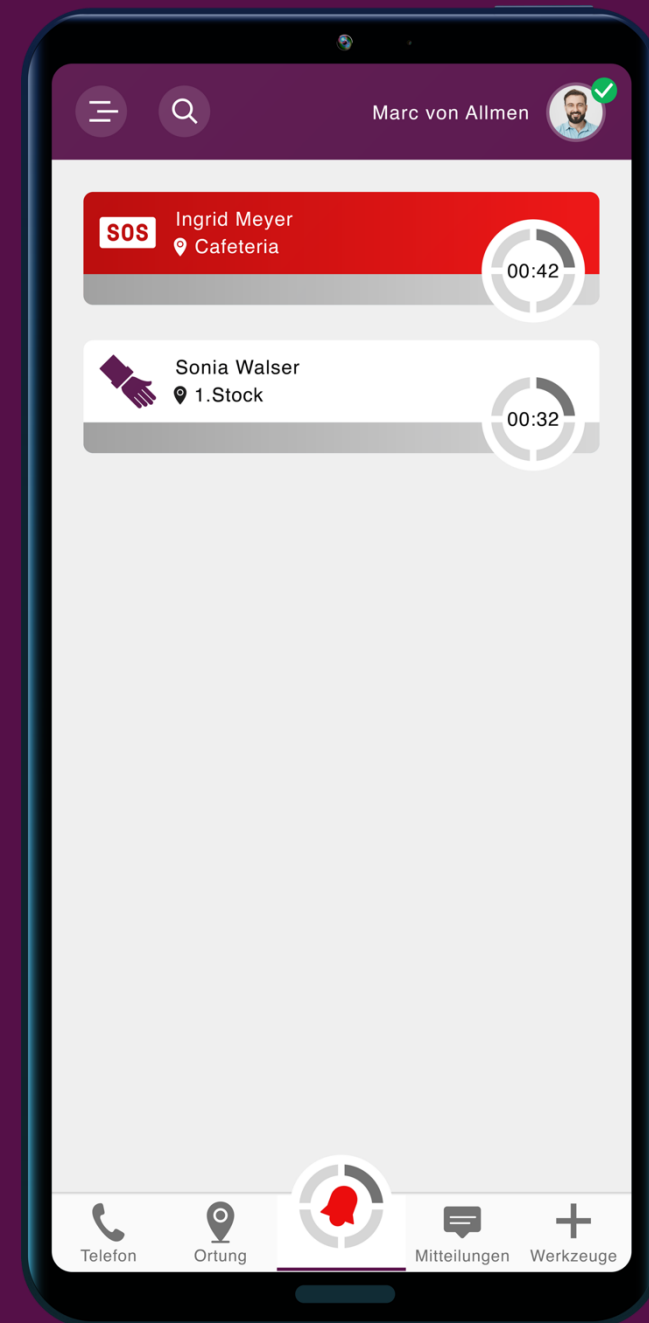 Marc von Allmen
SOS
Ingrid Meyer
Cafeteria
00:42
Sonia Walser
1.Stock
00:32
Telefon
Ortung
Mitteilungen
Werkzeuge